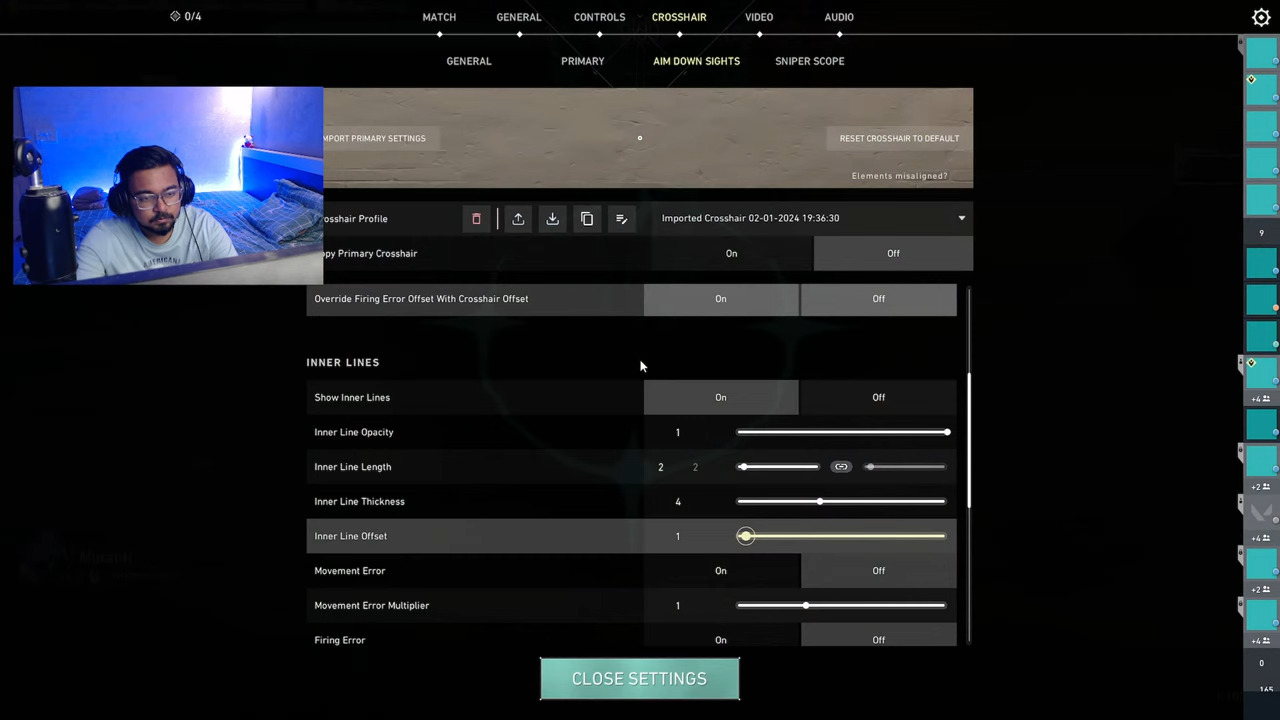 0/4
MATCH
GENERAL
CONTROLS
CROSSHAIR
VIDEO
AUDIO
GENERAL
PRIMARY
AIM DOWN SIGHTS
SNIPER SCOPE
MPORT PRIMARY SETTINGS
RESET CROSSHAIR TO DEFAULT
Elements misaligned?
rosshair Profile
Imported Crosshair 02-01-2024 19:36:30
opy Primary Crosshair
On
Off
Override Firing Error Offset With Crosshair Offset
On
Off
INNER LINES
Show Inner Lines
On
Off
Inner Line Opacity
1
Inner Line Length
2
2
Inner Line Thickness
4
Inner Line Offset
1
Movement Error
On
Off
Movement Error Multiplier
1
Firing Error
On
Off
CLOSE SETTINGS
9
+4
+2
+4
+2
+4
0
165